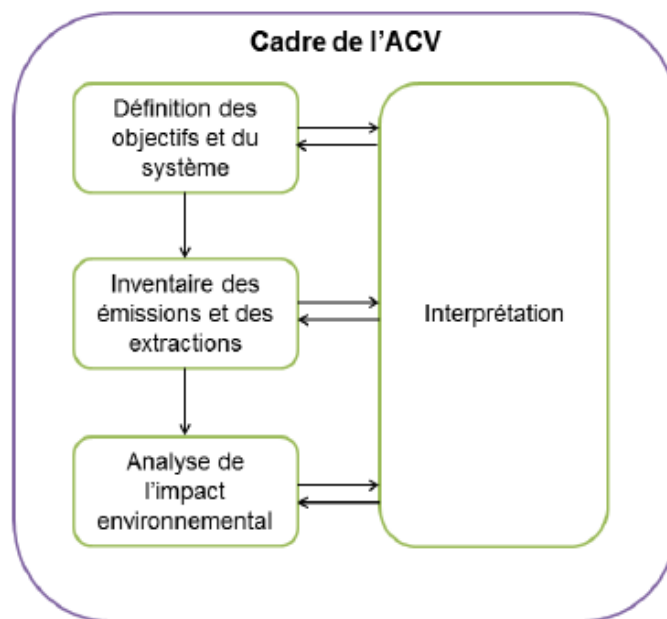 Cadre de l’ACV
Définition des
objectifs et du
système
Inventaire des
émissions et des
extractions
Interprétation
Analyse de
l’impact
environnemental